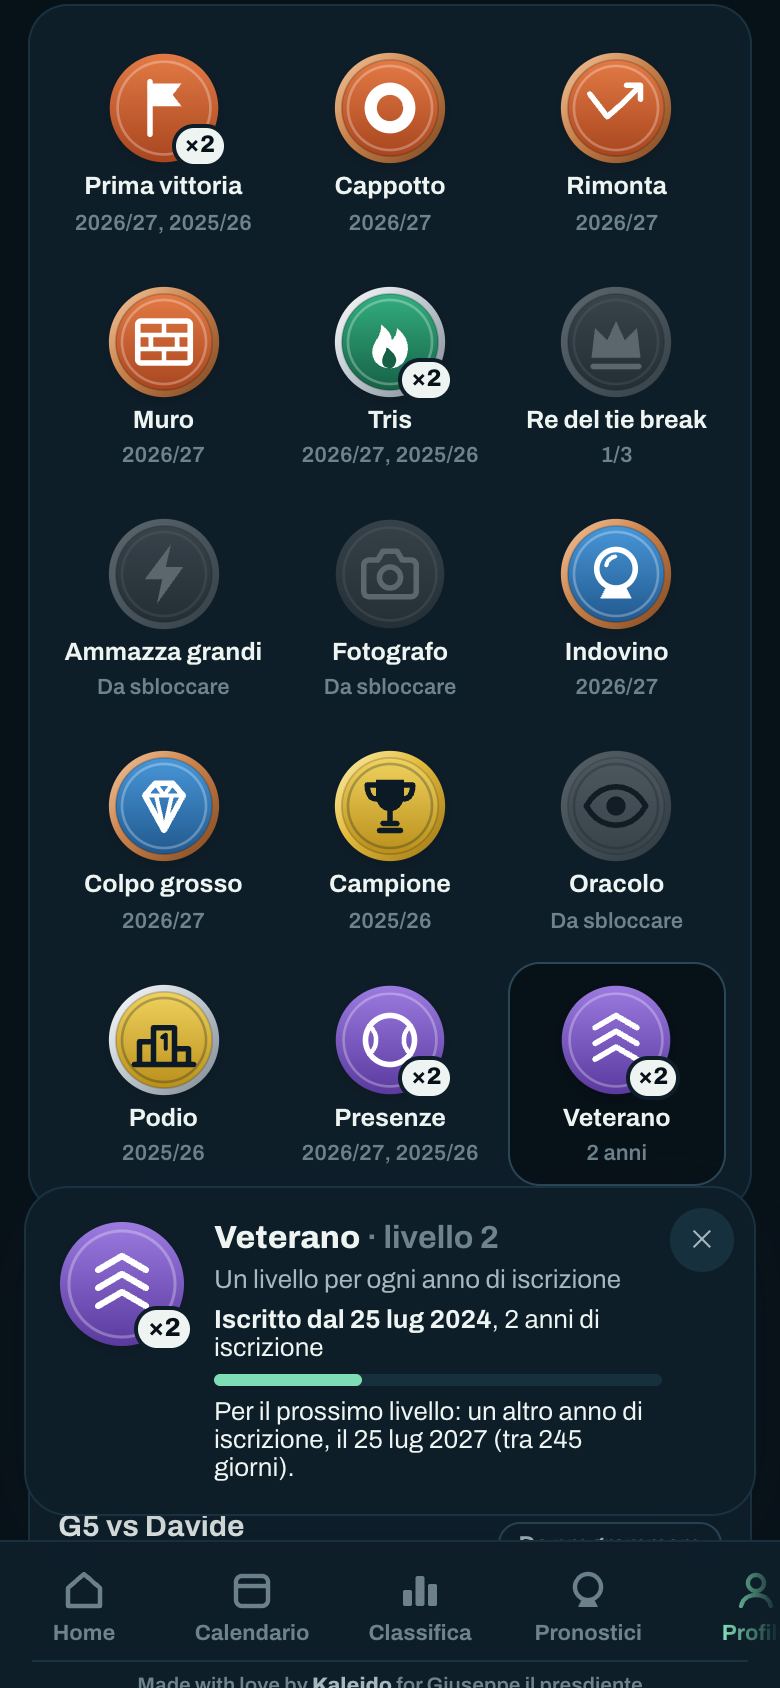 ×2
Prima vittoria
Cappotto
Rimonta
2026/27, 2025/26
2026/27
2026/27
×2
Muro
Tris
Re del tie break
2026/27
2026/27, 2025/26
1/3
Ammazza grandi
Fotografo
Indovino
Da sbloccare
Da sbloccare
2026/27
Colpo grosso
Campione
Oracolo
2026/27
2025/26
Da sbloccare
1
×2
×2
Podio
Presenze
Veterano
2025/26
2026/27, 2025/26
2 anni
×2
Veterano · livello 2
Un livello per ogni anno di iscrizione
Iscritto dal 25 lug 2024, 2 anni di
iscrizione
Per il prossimo livello: un altro anno di
iscrizione, il 25 lug 2027 (tra 245
giorni).
G5 vs Davide
Home
Calendario
Classifica
Pronostici
Profil
Made with love by Kaleido for Giuseppe il presdiente